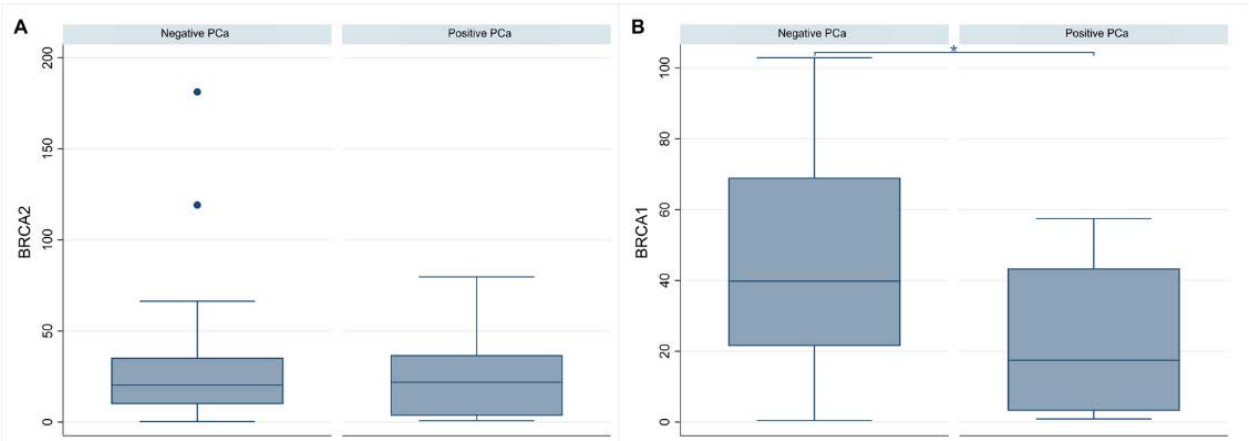 A
Negative PCa
Positive PCa
BRCA2
200
150
100
50
0
B
Negative PCa
Positive PCa
*
BRCA1
100
80
60
40
20
0